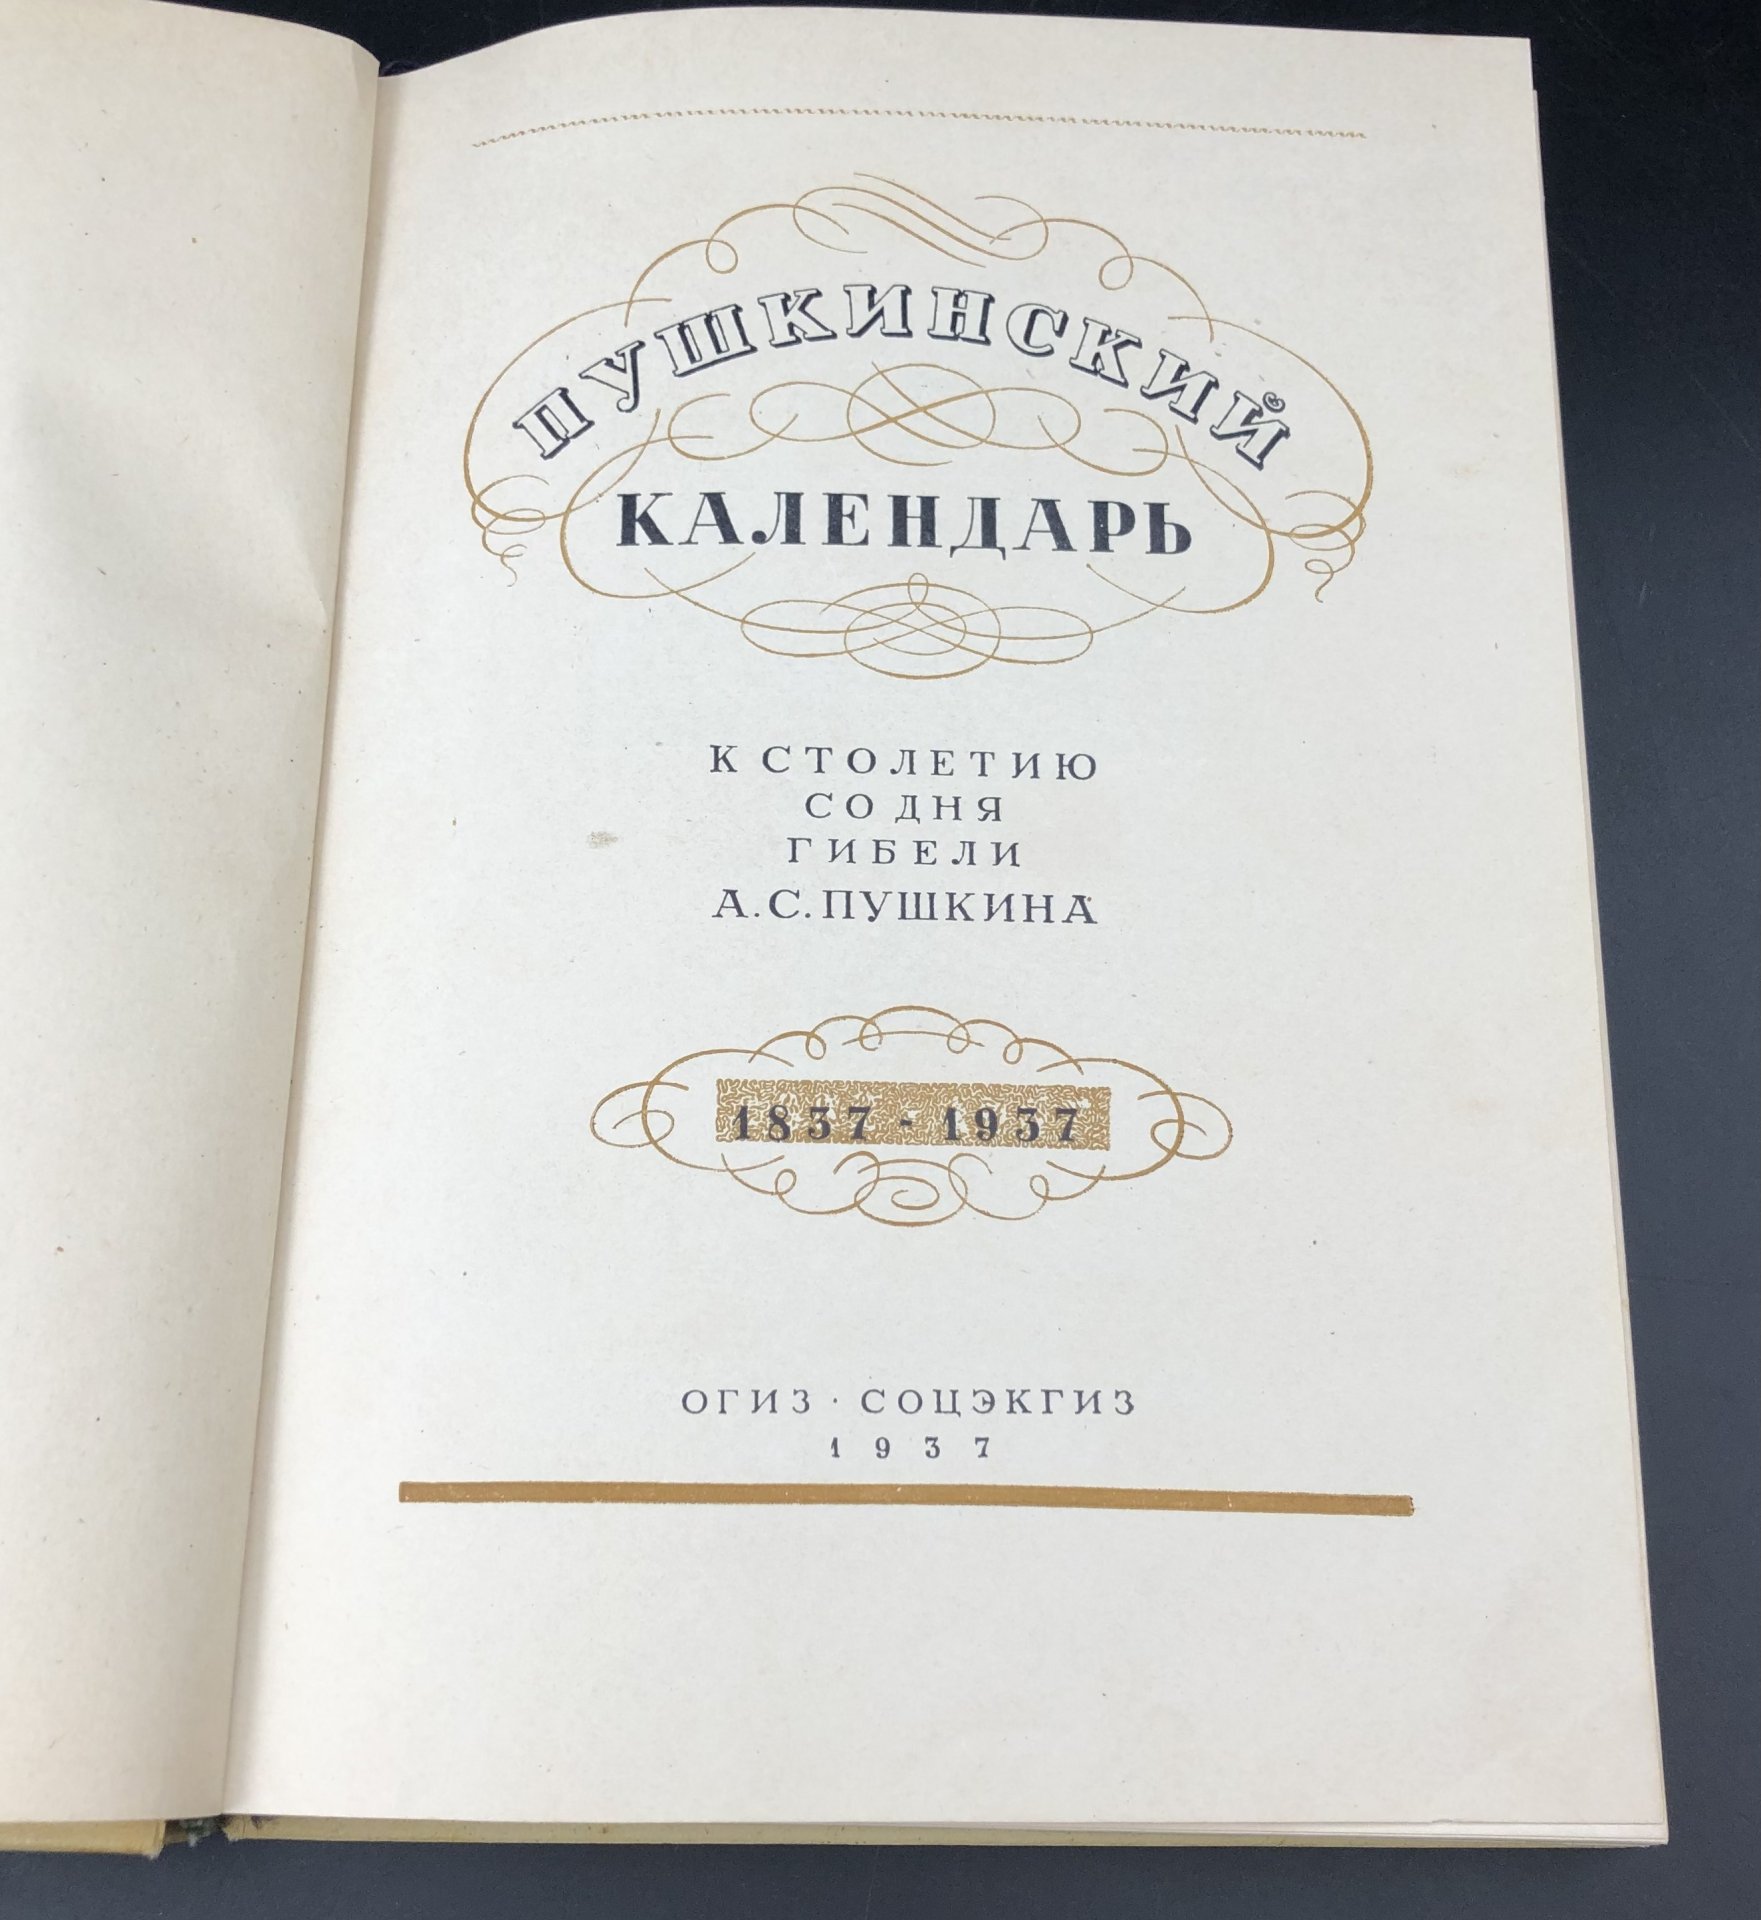 ПУШКИНСКИЙ
КАЛЕНДАРЬ
К СТОЛЕТИЮ
СО ДНЯ
ГИБЕЛИ
А. С. ПУШКИНА
1837 - 1937
ОГИЗ · СОЦЭКГИЗ
1937